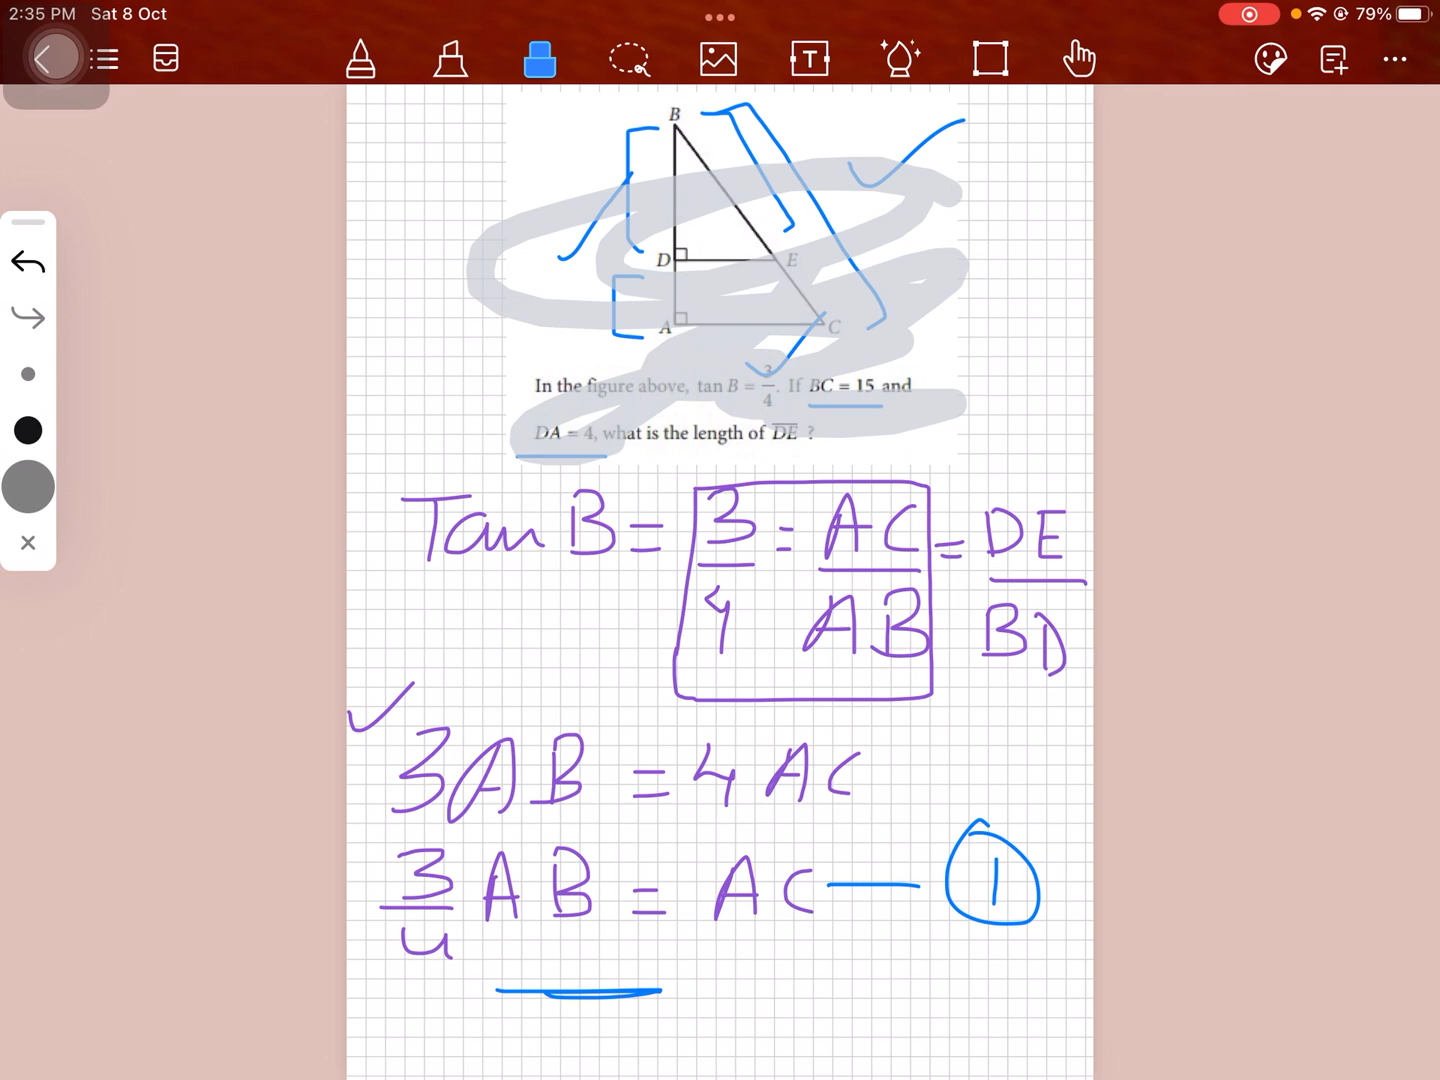 2:35 PM Sat 8 Oct
79%
T
B
D
E
A
C
In the figure above, tan B = 3/4. If BC = 15 and
DA = 4, what is the length of DE ?
Tan B = 3/4 = AC/AB = DE/BD
3AB = 4AC
3/4 AB = AC — 1